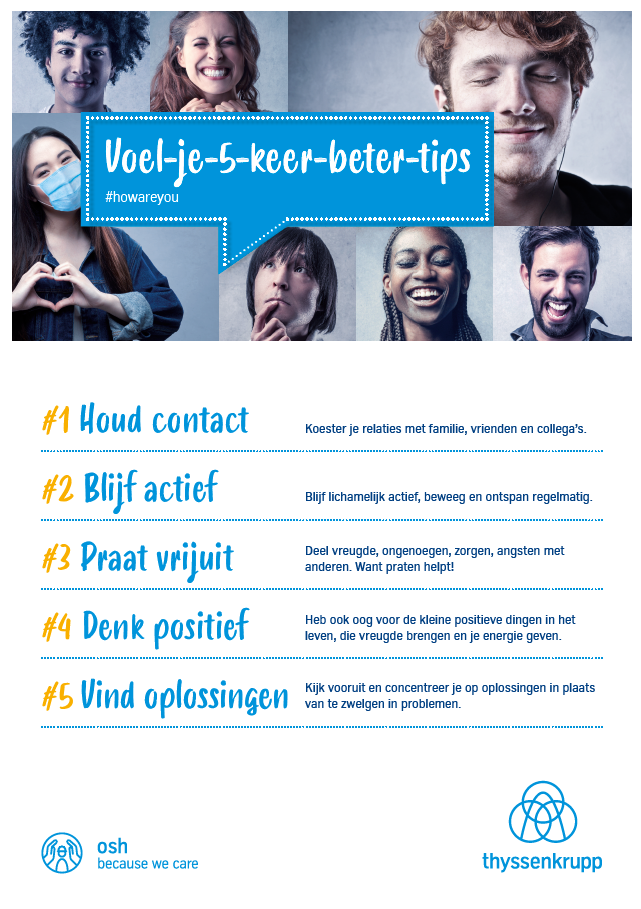 Voel-je-5-keer-beter-tips
#howareyou
#1 Houd contact
Koester je relaties met familie, vrienden en collega's.
#2 Blijf actief
Blijf lichamelijk actief, beweeg en ontspan regelmatig.
#3 Praat vrijuit
Deel vreugde, ongenoegen, zorgen, angsten met
anderen. Want praten helpt!
#4 Denk positief
Heb ook oog voor de kleine positieve dingen in het
leven, die vreugde brengen en je energie geven.
#5 Vind oplossingen
Kijk vooruit en concentreer je op oplossingen in plaats
van te zwelgen in problemen.
osh
because we care
thyssenkrupp